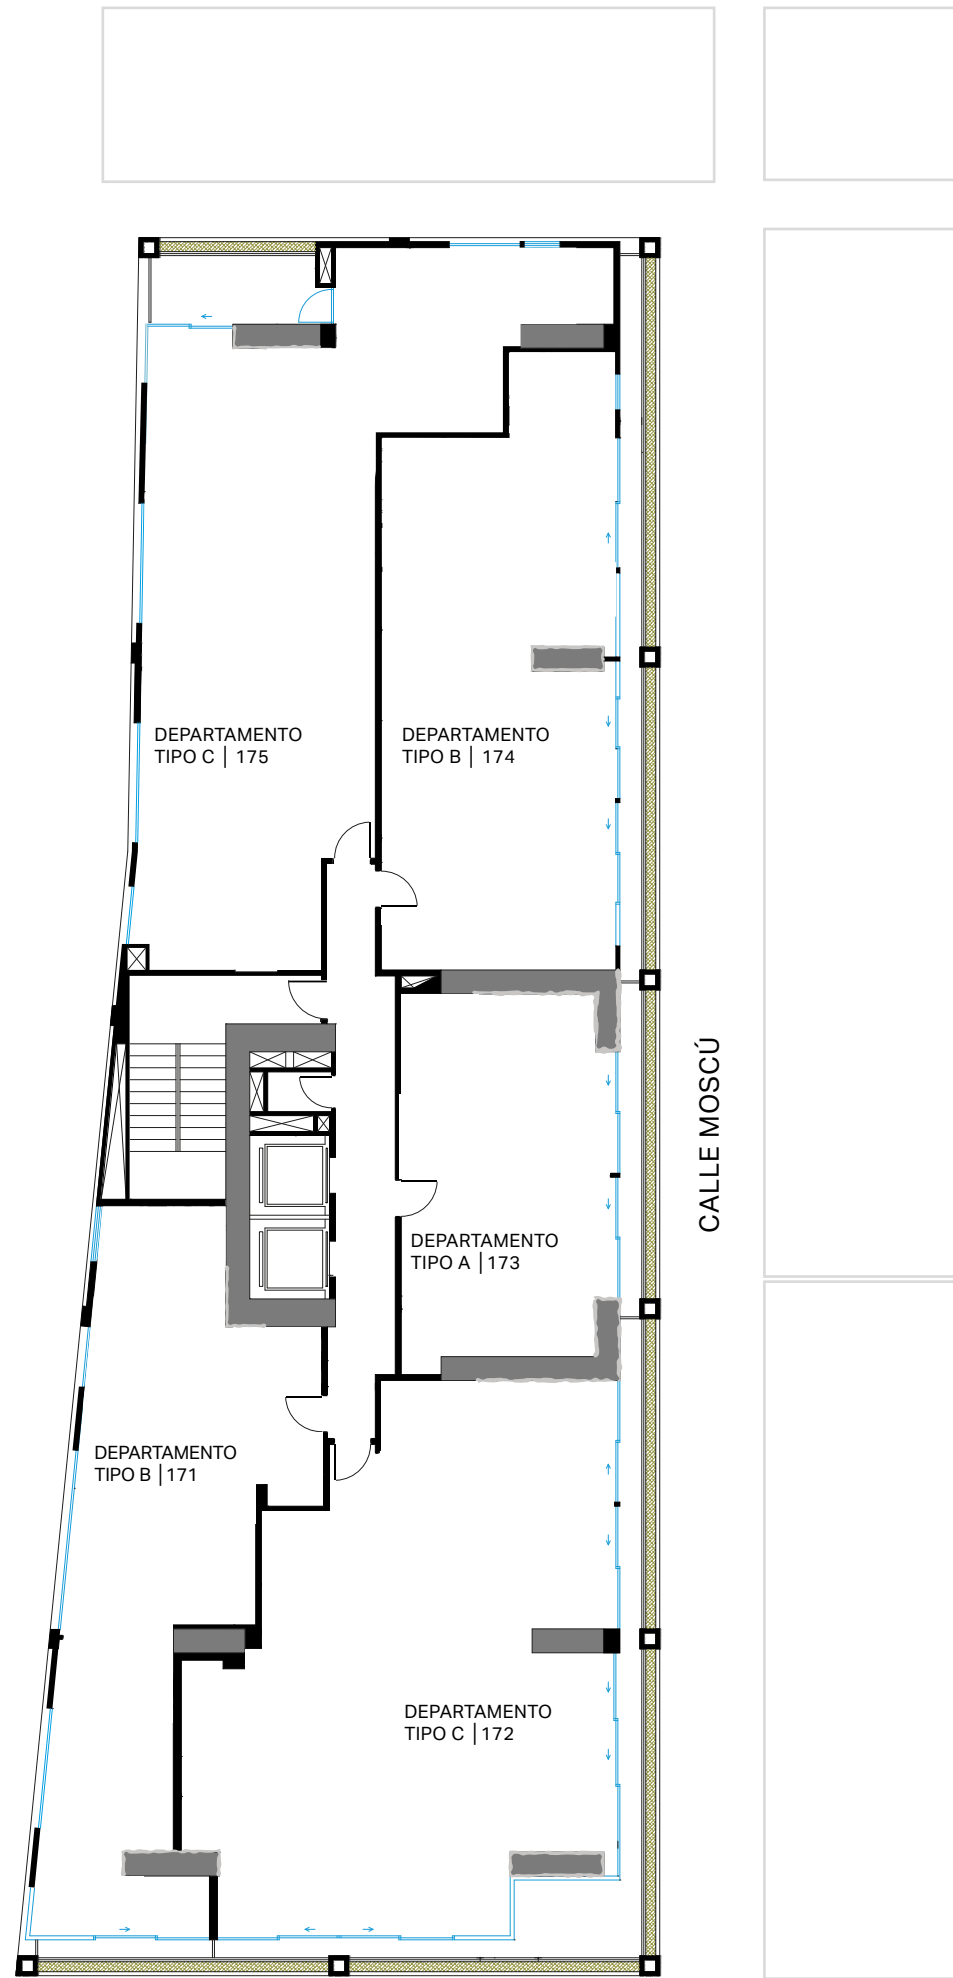 DEPARTAMENTO
TIPO C | 175
DEPARTAMENTO
TIPO B | 174
CALLE MOSCÚ
DEPARTAMENTO
TIPO A | 173
DEPARTAMENTO
TIPO B | 171
DEPARTAMENTO
TIPO C | 172